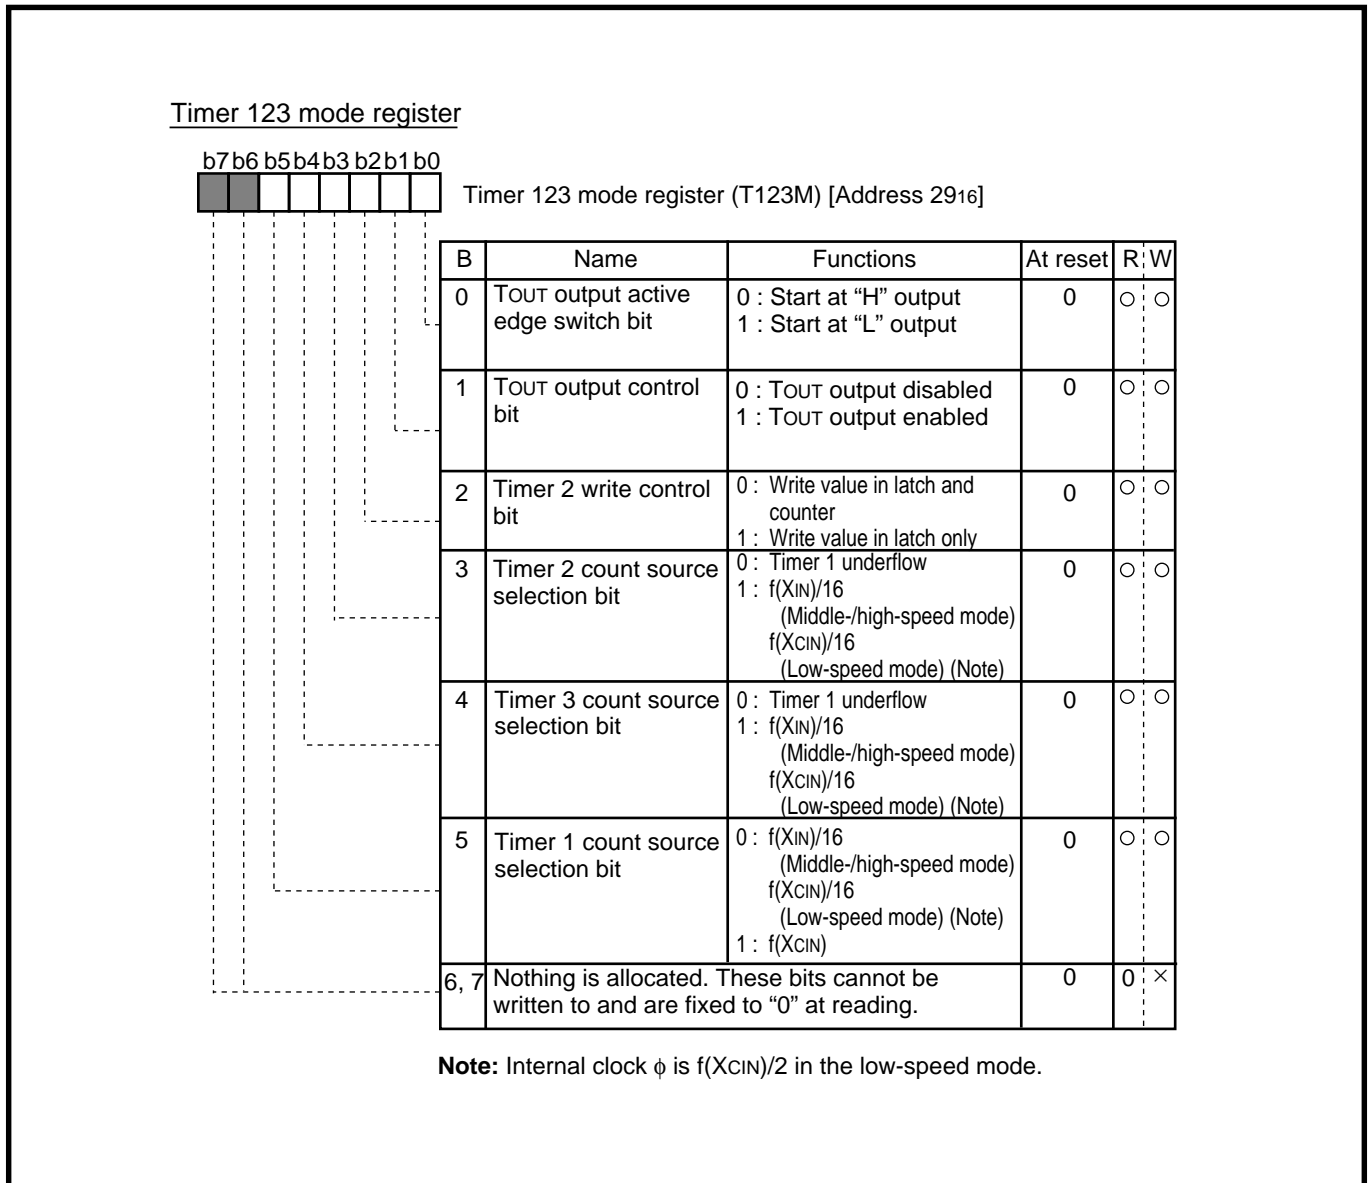 Timer 123 mode register
b7 b6 b5 b4 b3 b2 b1 b0
Timer 123 mode register (T123M) [Address 2916]
B Name Functions At reset R W
0 TOUT output active edge switch bit 0 : Start at “H” output 0 ○ ○
1 : Start at “L” output
1 TOUT output control bit 0 : TOUT output disabled 0 ○ ○
1 : TOUT output enabled
2 Timer 2 write control bit 0 : Write value in latch and 0 ○ ○
counter
1 : Write value in latch only
3 Timer 2 count source selection bit 0 : Timer 1 underflow 0 ○ ○
1 : f(XIN)/16
(Middle-/high-speed mode)
f(XCIN)/16
(Low-speed mode) (Note)
4 Timer 3 count source selection bit 0 : Timer 1 underflow 0 ○ ○
1 : f(XIN)/16
(Middle-/high-speed mode)
f(XCIN)/16
(Low-speed mode) (Note)
5 Timer 1 count source selection bit 0 : f(XIN)/16 0 ○ ○
(Middle-/high-speed mode)
f(XCIN)/16
(Low-speed mode) (Note)
1 : f(XCIN)
6, 7 Nothing is allocated. These bits cannot be 0 0 ×
written to and are fixed to “0” at reading.
Note: Internal clock ϕ is f(XCIN)/2 in the low-speed mode.